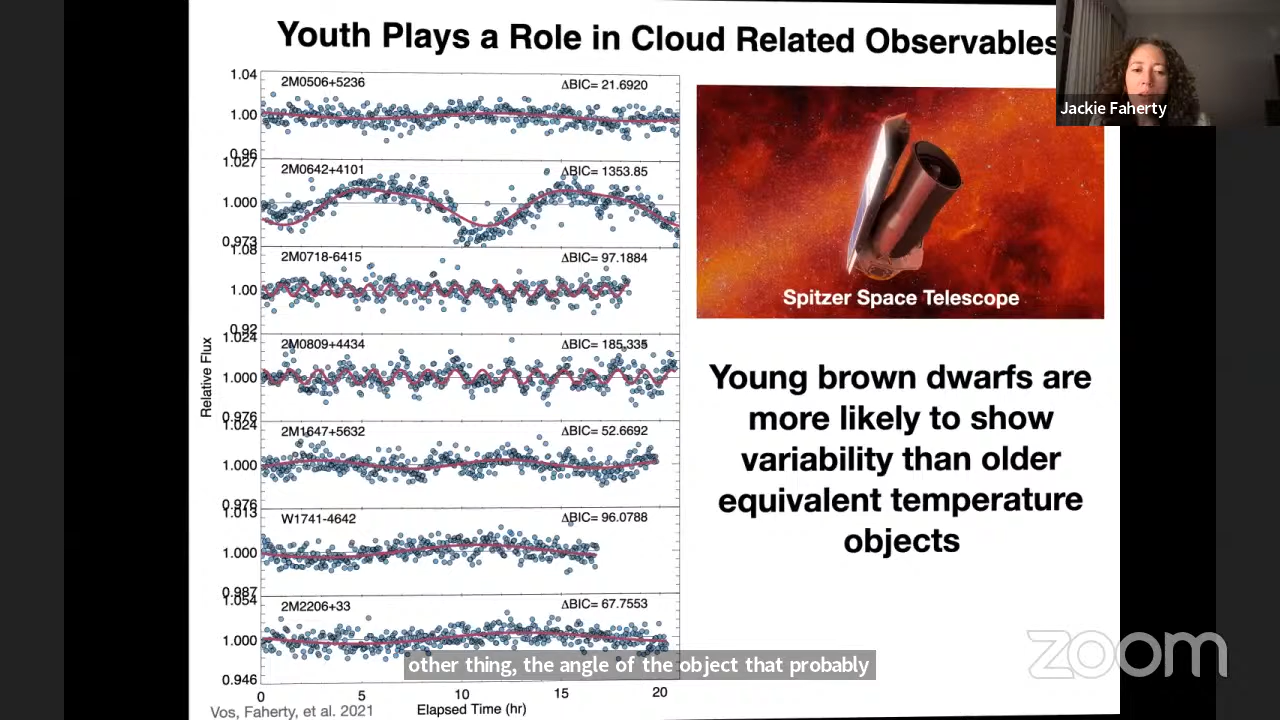 Youth Plays a Role in Cloud Related Observables
Jackie Faherty
1.04
2M0506+5236
ΔBIC= 21.6920
1.00
0.96
1.027
2M0642+4101
ΔBIC= 1353.85
1.000
0.973
1.08
2M0718-6415
ΔBIC= 97.1884
1.00
0.92
1.024
2M0809+4434
ΔBIC= 185.335
1.000
0.976
1.024
2M1647+5632
ΔBIC= 52.6692
1.000
0.976
1.013
W1741-4642
ΔBIC= 96.0788
1.000
0.987
1.054
2M2206+33
ΔBIC= 67.7553
1.000
0.946
Relative Flux
0 5 10 15 20
Elapsed Time (hr)
Vos, Faherty, et al. 2021
Spitzer Space Telescope
Young brown dwarfs are
more likely to show
variability than older
equivalent temperature
objects
other thing, the angle of the object that probably
zoom